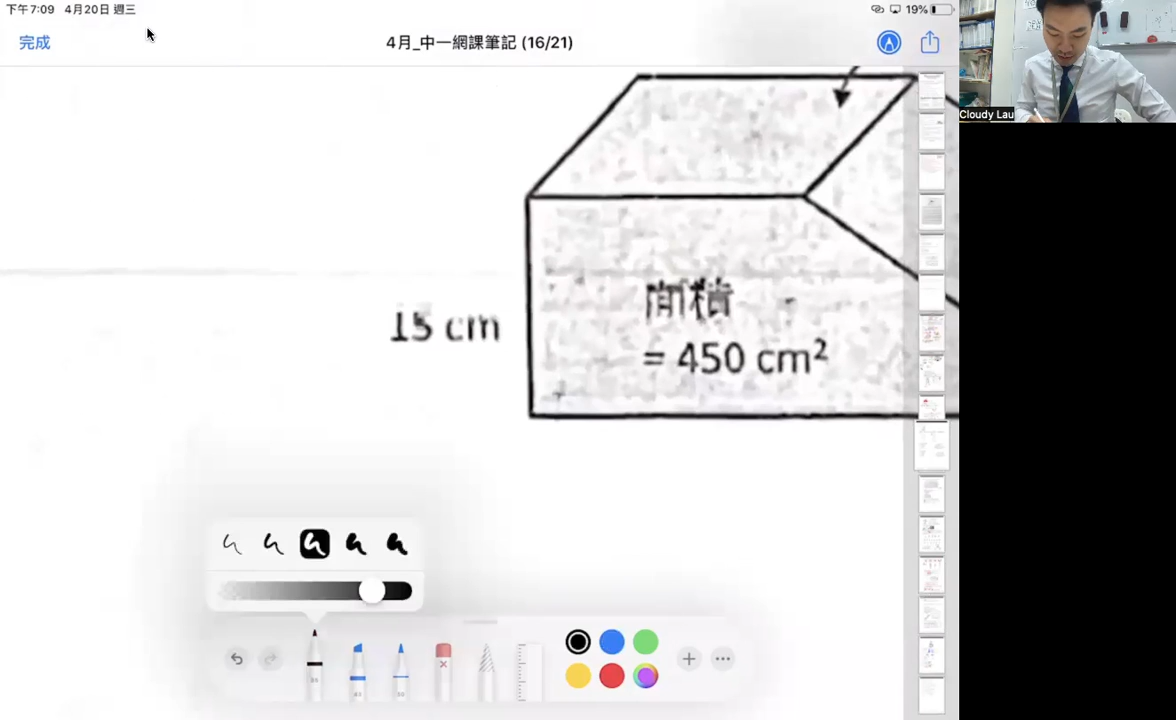 下午7:09 4月20日 週三
19%
完成
4月_中一網課筆記 (16/21)
Cloudy Lau
15 cm
面積
= 450 cm²